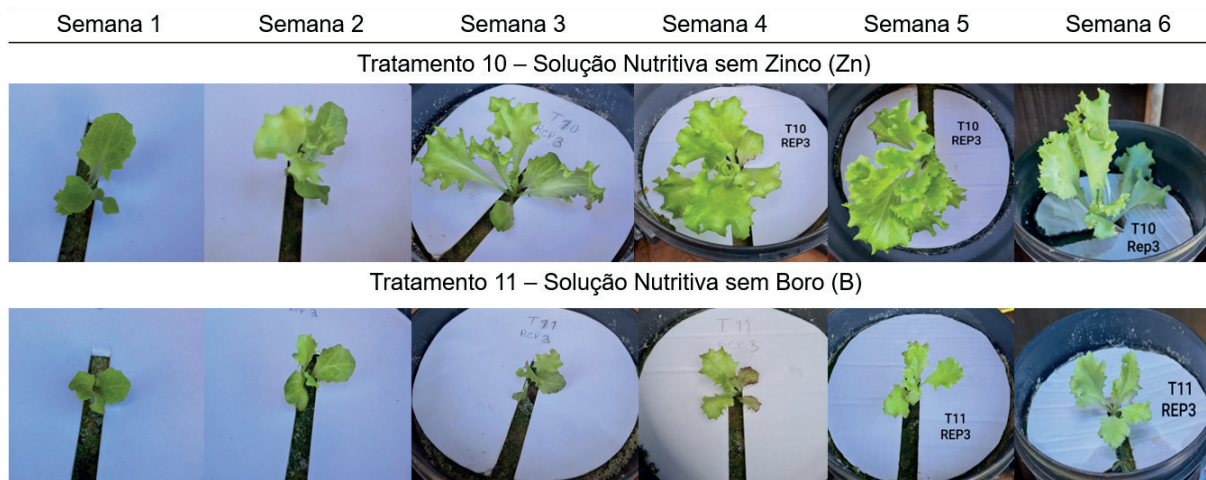 Semana 1 Semana 2 Semana 3 Semana 4 Semana 5 Semana 6
Tratamento 10 – Solução Nutritiva sem Zinco (Zn)
T10
REP3
T10
REP3
T10
REP3
T10
Rep3
Tratamento 11 – Solução Nutritiva sem Boro (B)
T11
REP3
T11
REP3
T11
REP3
T11
REP3